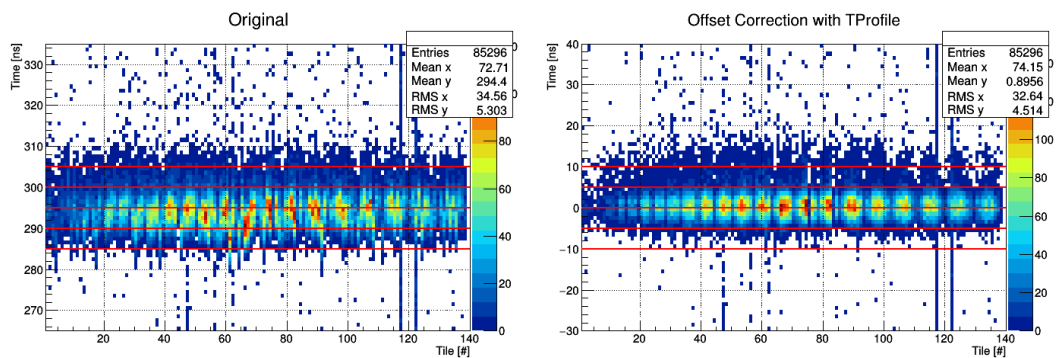 Original
Time [ns]
330
320
310
300
290
280
270
20 40 60 80 100 120 140
Tile [#]
Entries 85296
Mean x 72.71
Mean y 294.4
RMS x 34.56
RMS y 5.303
80
60
40
20
0
Offset Correction with TProfile
Time [ns]
40
30
20
10
0
−10
−20
−30
20 40 60 80 100 120 140
Tile [#]
Entries 85296
Mean x 74.15
Mean y 0.8956
RMS x 32.64
RMS y 4.514
100
80
60
40
20
0